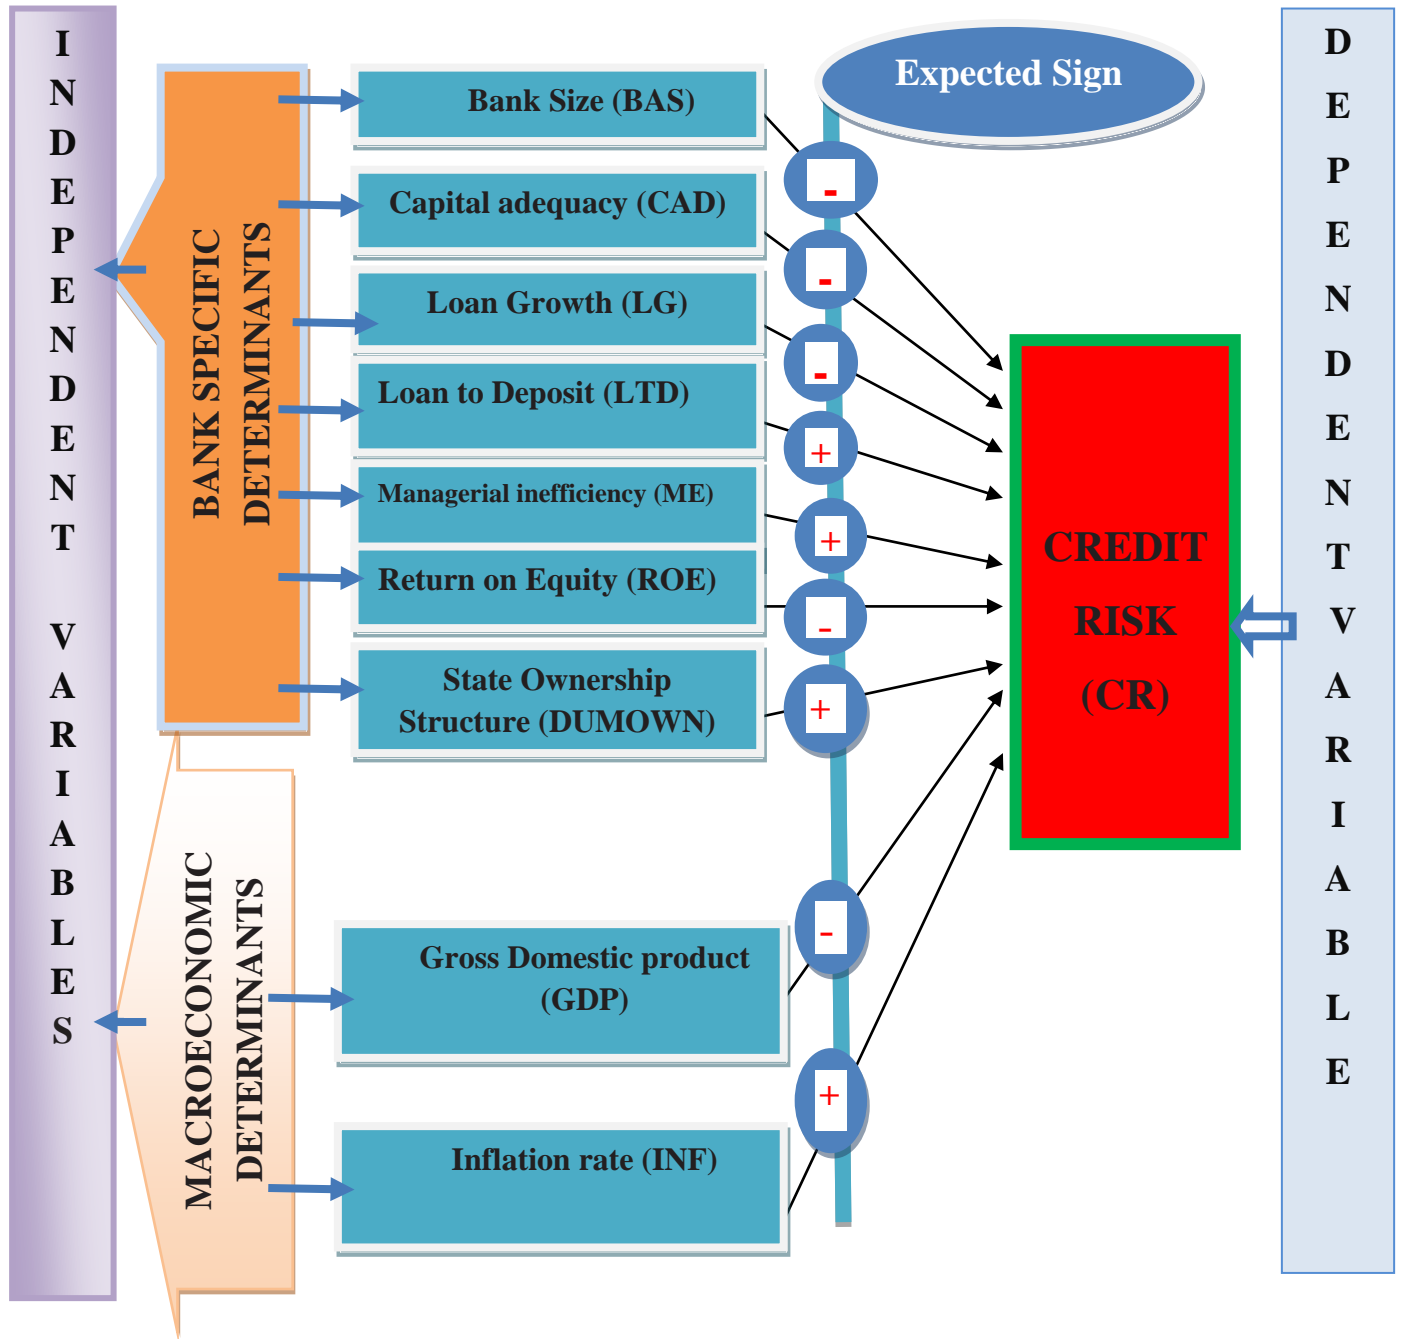 INDEPENDENT VARIABLES
BANK SPECIFIC
DETERMINANTS
MACROECONOMIC
DETERMINANTS
Bank Size (BAS)
Capital adequacy (CAD)
Loan Growth (LG)
Loan to Deposit (LTD)
Managerial inefficiency (ME)
Return on Equity (ROE)
State Ownership
Structure (DUMOWN)
Gross Domestic product
(GDP)
Inflation rate (INF)
Expected Sign
-
-
-
+
+
-
+
-
+
CREDIT
RISK
(CR)
DEPENDENT VARIABLE